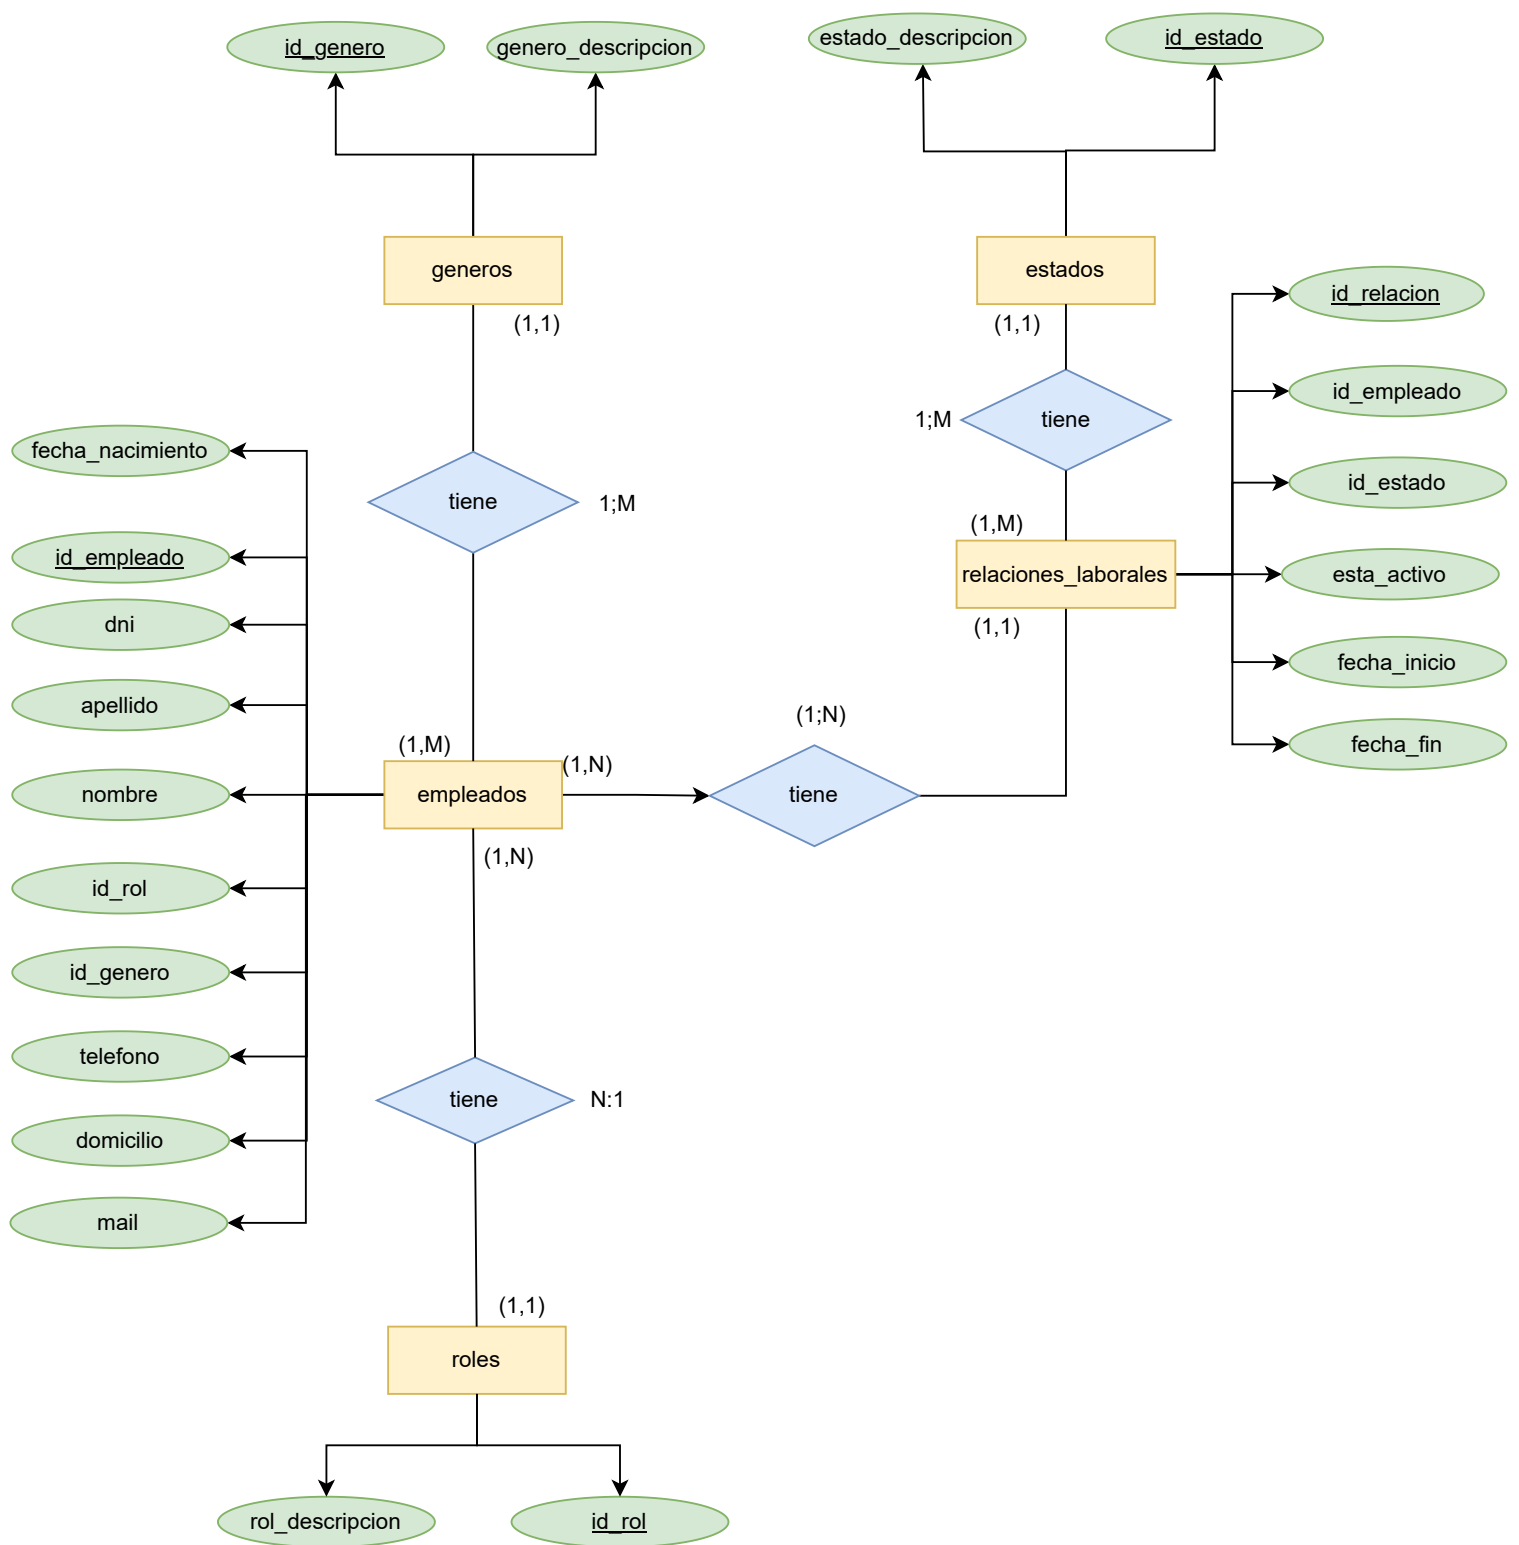 id_genero
genero_descripcion
estado_descripcion
id_estado
generos
estados
(1,1)
(1,1)
id_relacion
id_empleado
1;M
tiene
fecha_nacimiento
tiene
1;M
id_estado
(1,M)
id_empleado
relaciones_laborales
esta_activo
dni
(1,1)
fecha_inicio
apellido
(1;N)
(1,M)
(1,N)
fecha_fin
nombre
empleados
tiene
(1,N)
id_rol
id_genero
telefono
tiene
N:1
domicilio
mail
(1,1)
roles
rol_descripcion
id_rol